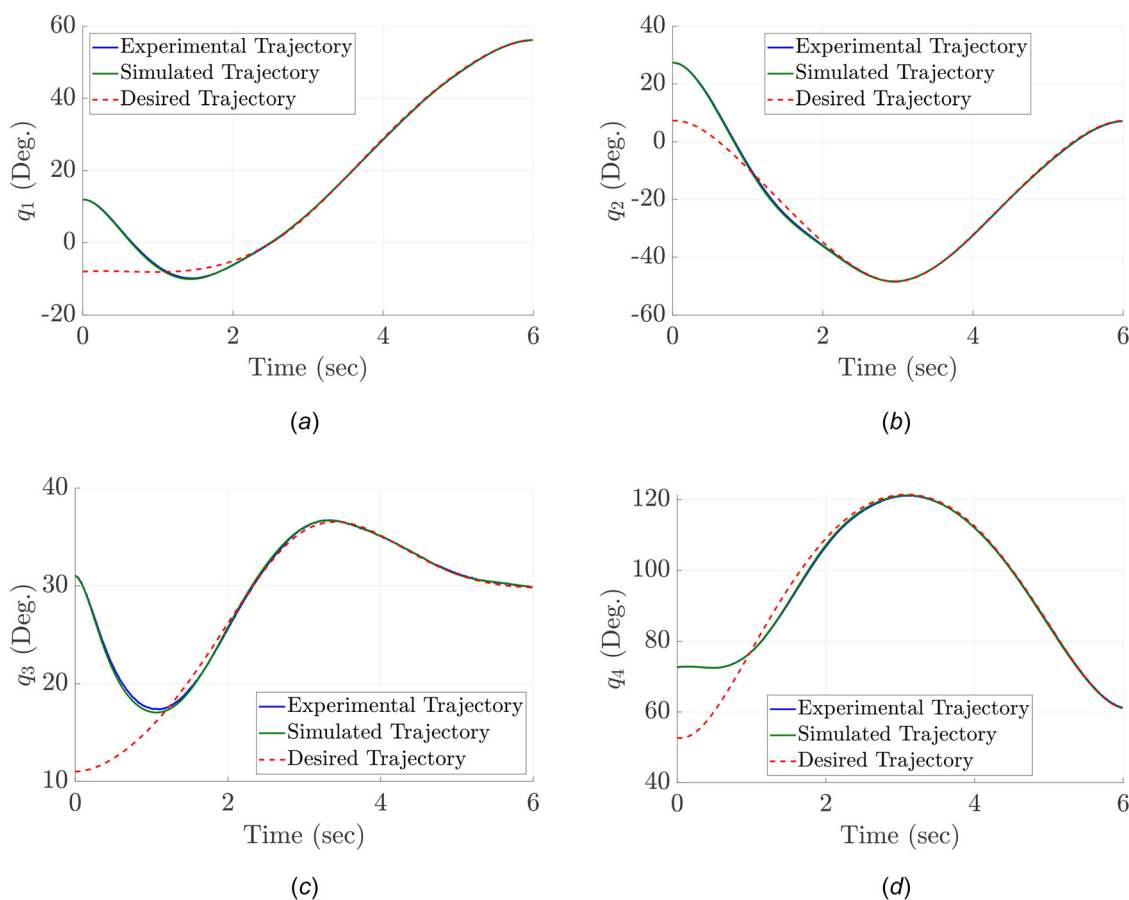 60
40
20
0
-20
0
2
4
6
q1 (Deg.)
Time (sec)
Experimental Trajectory
Simulated Trajectory
Desired Trajectory
(a)
40
20
0
-20
-40
-60
0
2
4
6
q2 (Deg.)
Time (sec)
Experimental Trajectory
Simulated Trajectory
Desired Trajectory
(b)
40
30
20
10
0
2
4
6
q3 (Deg.)
Time (sec)
Experimental Trajectory
Simulated Trajectory
Desired Trajectory
(c)
120
100
80
60
40
0
2
4
6
q4 (Deg.)
Time (sec)
Experimental Trajectory
Simulated Trajectory
Desired Trajectory
(d)